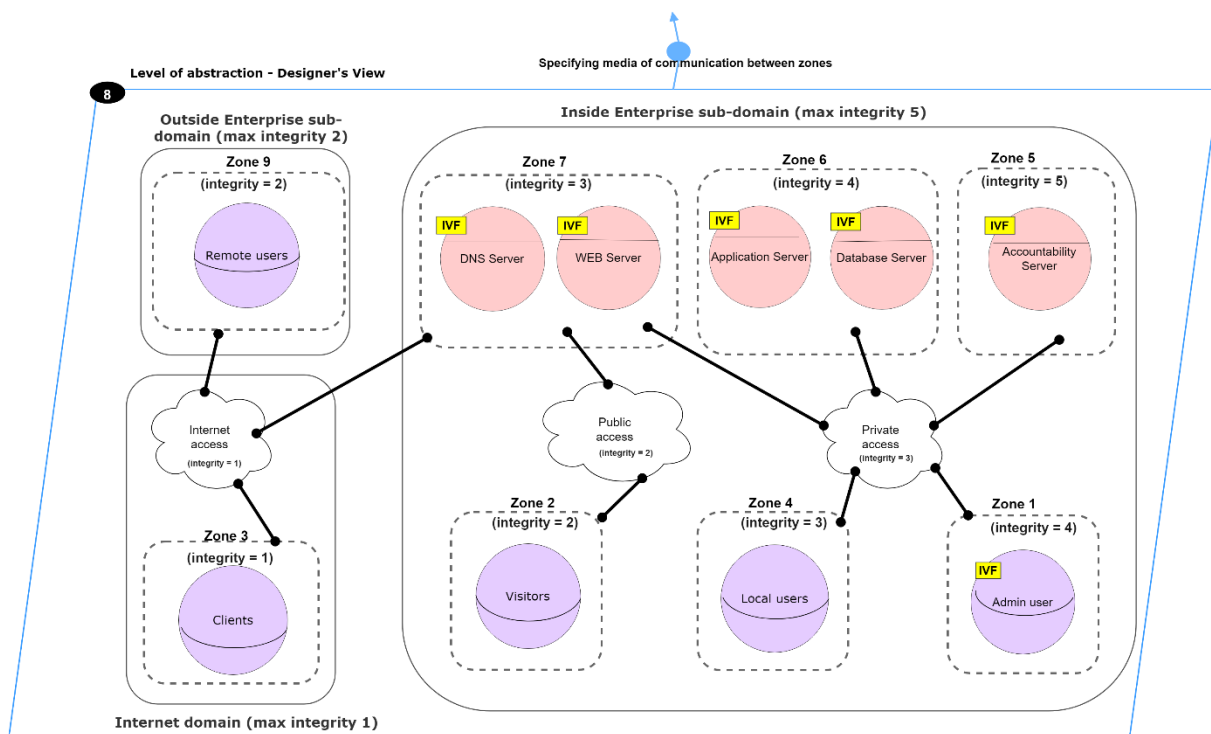 Specifying media of communication between zones
Level of abstraction - Designer's View
8
Outside Enterprise sub-
domain (max integrity 2)
Inside Enterprise sub-domain (max integrity 5)
Zone 9
(integrity = 2)
Remote users
Zone 7
(integrity = 3)
IVF
DNS Server
IVF
WEB Server
Zone 6
(integrity = 4)
IVF
Application Server
IVF
Database Server
Zone 5
(integrity = 5)
IVF
Accountability
Server
Internet
access
(integrity = 1)
Public
access
(integrity = 2)
Private
access
(integrity = 3)
Zone 3
(integrity = 1)
Clients
Zone 2
(integrity = 2)
Visitors
Zone 4
(integrity = 3)
Local users
Zone 1
(integrity = 4)
IVF
Admin user
Internet domain (max integrity 1)